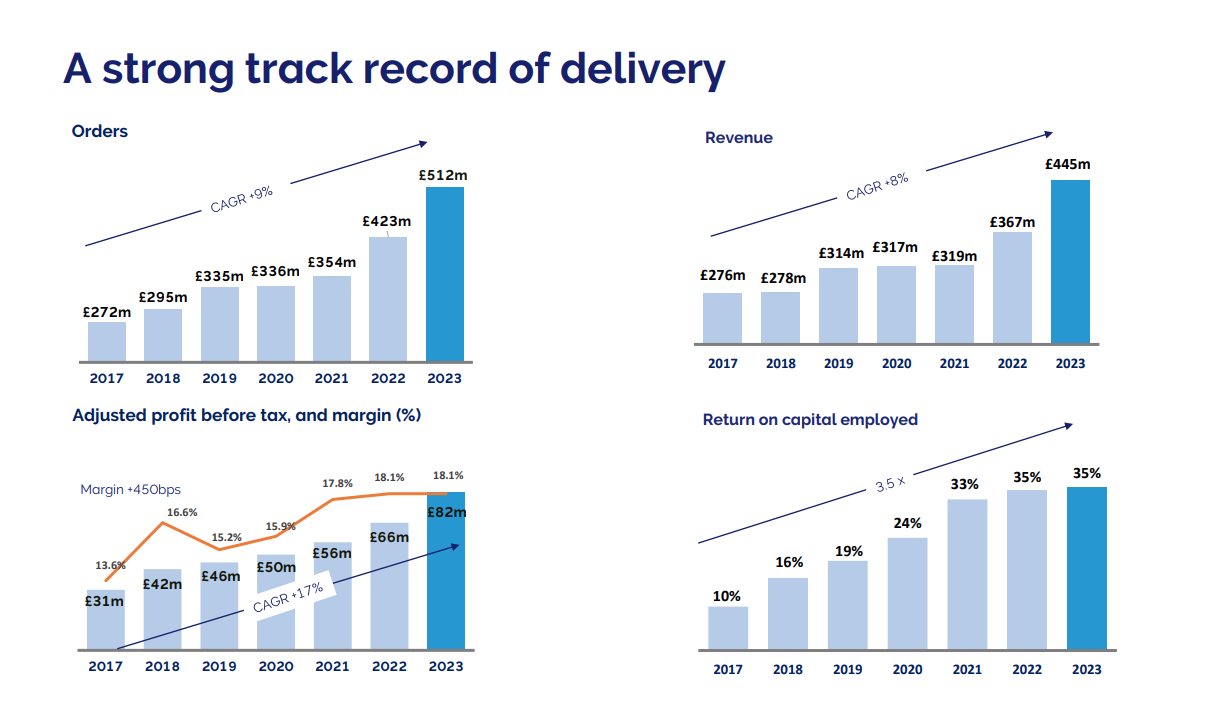 A strong track record of delivery
Orders
CAGR +9%
£272m £295m £335m £336m £354m £423m £512m
2017 2018 2019 2020 2021 2022 2023
Revenue
CAGR +8%
£276m £278m £314m £317m £319m £367m £445m
2017 2018 2019 2020 2021 2022 2023
Adjusted profit before tax, and margin (%)
Margin +450bps
13.6% 16.6% 15.2% 15.9% 17.8% 18.1% 18.1%
£31m £42m £46m £50m £56m £66m £82m
CAGR +17%
2017 2018 2019 2020 2021 2022 2023
Return on capital employed
3.5 x
10% 16% 19% 24% 33% 35% 35%
2017 2018 2019 2020 2021 2022 2023